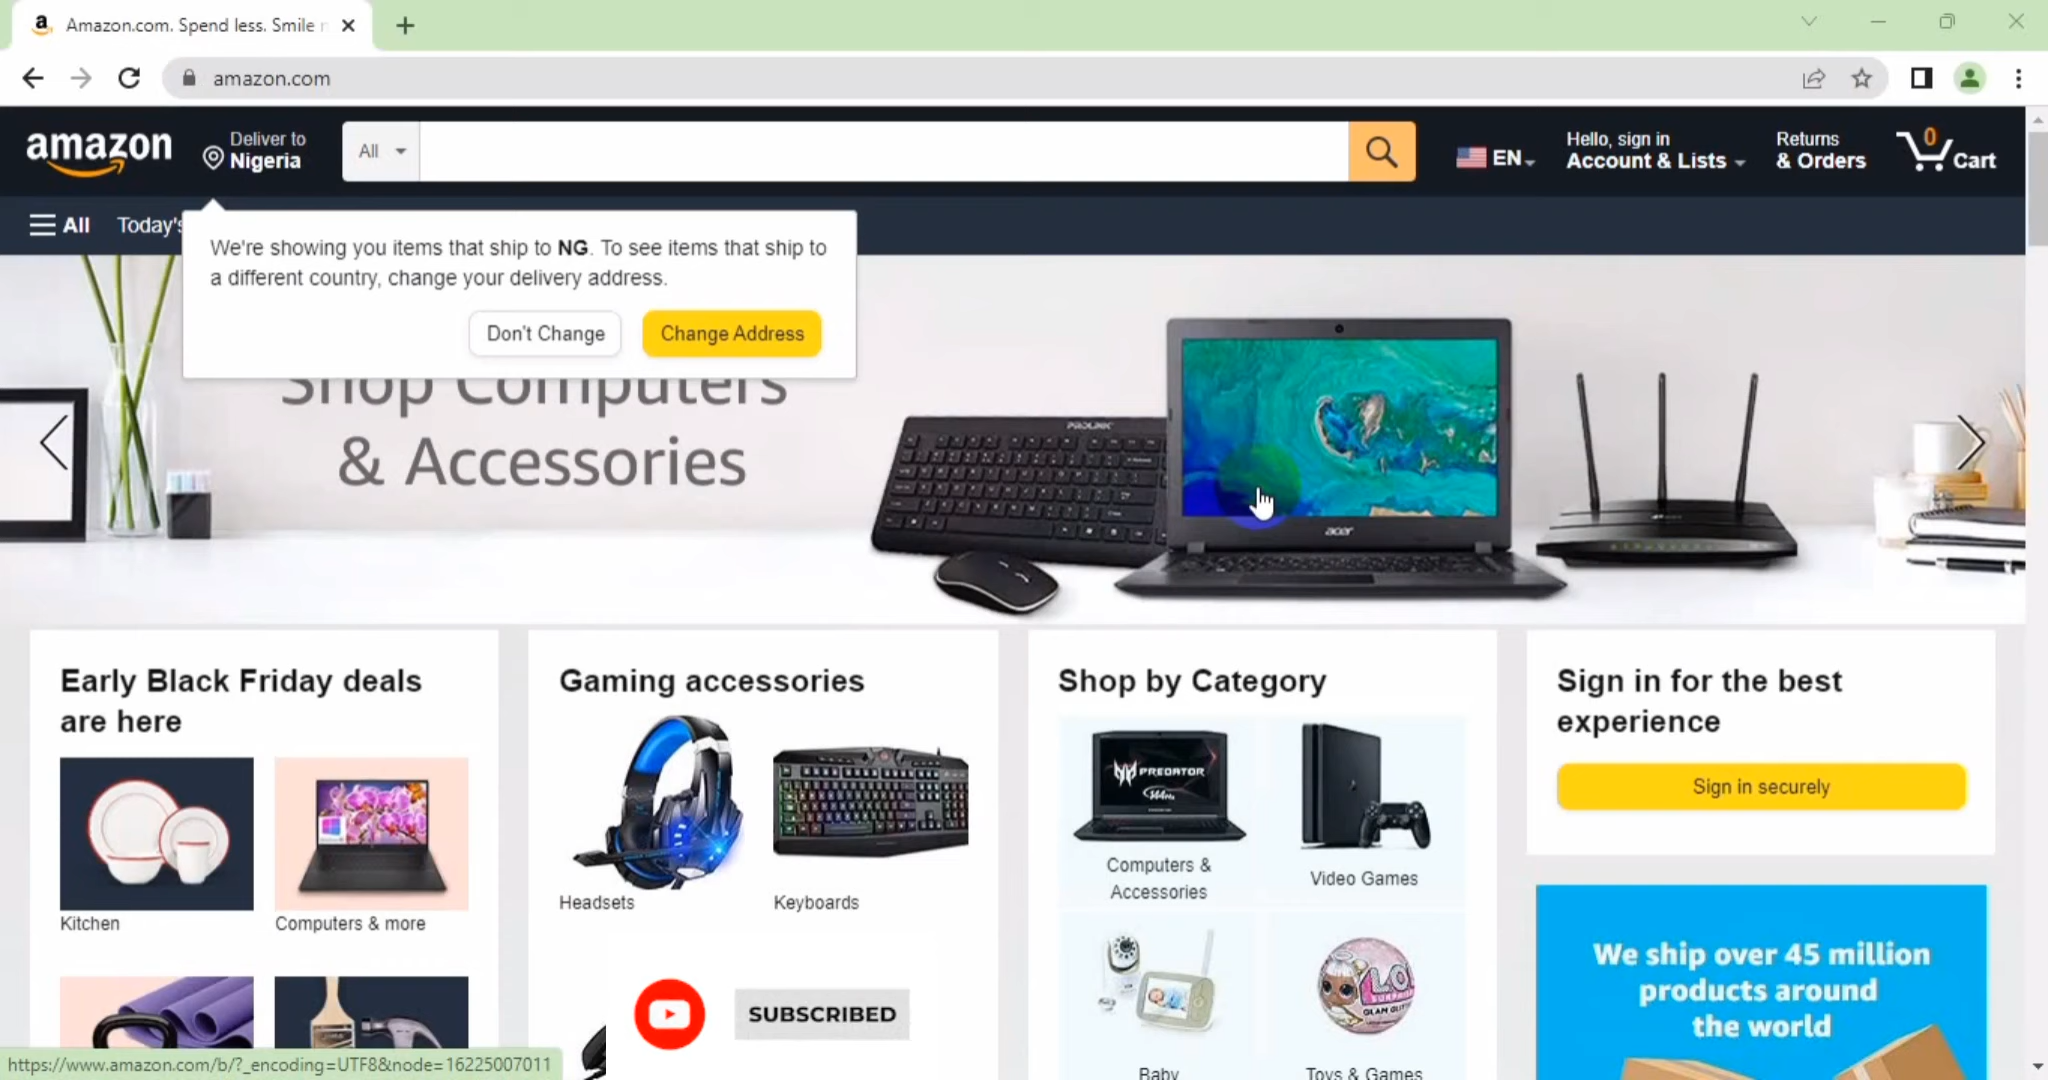 Amazon.com. Spend less. Smile
amazon.com
amazon
Deliver to
Nigeria
All
EN
Hello, sign in
Account & Lists
Returns
& Orders
0
Cart
All
Today's
We're showing you items that ship to NG. To see items that ship to
a different country, change your delivery address.
Don't Change
Change Address
Shop Computers
& Accessories
PROLINK
acer
Early Black Friday deals
are here
Kitchen
Computers & more
Gaming accessories
Headsets
Keyboards
Shop by Category
PREDATOR
144Hz
Computers &
Accessories
Video Games
L.O.L.
SURPRISE
Baby
Toys & Games
Sign in for the best
experience
Sign in securely
We ship over 45 million
products around
the world
SUBSCRIBED
https://www.amazon.com/b/?_encoding=UTF8&node=16225007011